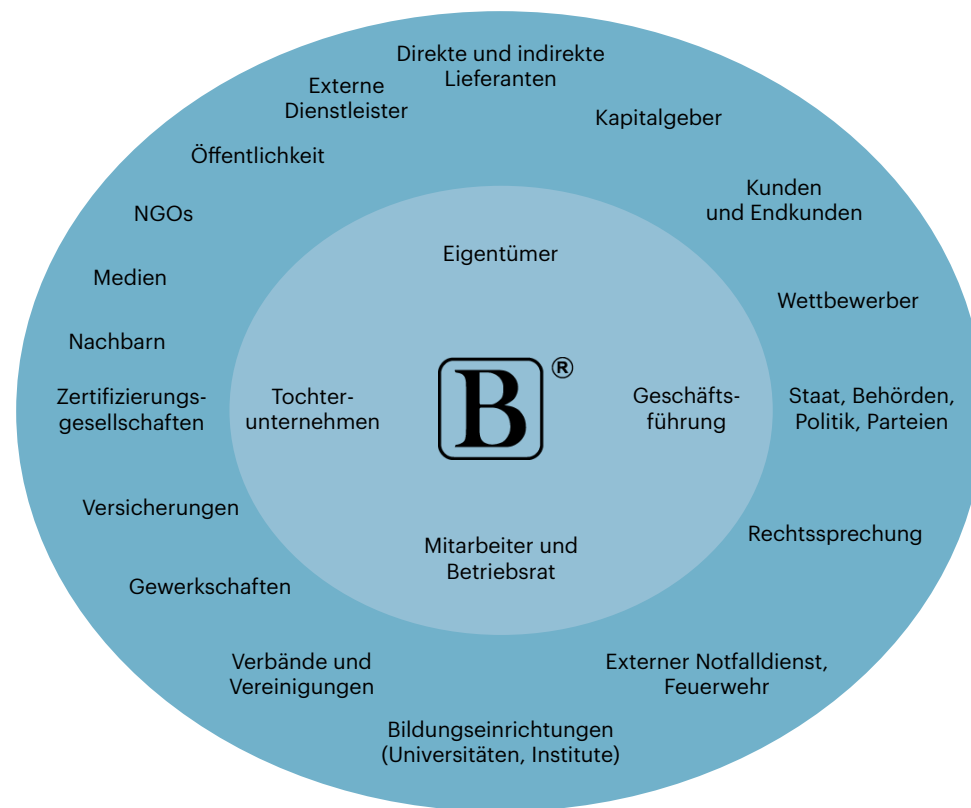 Direkte und indirekte
Lieferanten
Externe
Dienstleister
Kapitalgeber
Öffentlichkeit
Kunden
und Endkunden
NGOs
Eigentümer
Medien
Wettbewerber
Nachbarn
B®
Zertifizierungs-
gesellschaften
Tochter-
unternehmen
Geschäfts-
führung
Staat, Behörden,
Politik, Parteien
Versicherungen
Rechtssprechung
Mitarbeiter und
Betriebsrat
Gewerkschaften
Verbände und
Vereinigungen
Externer Notfalldienst,
Feuerwehr
Bildungseinrichtungen
(Universitäten, Institute)